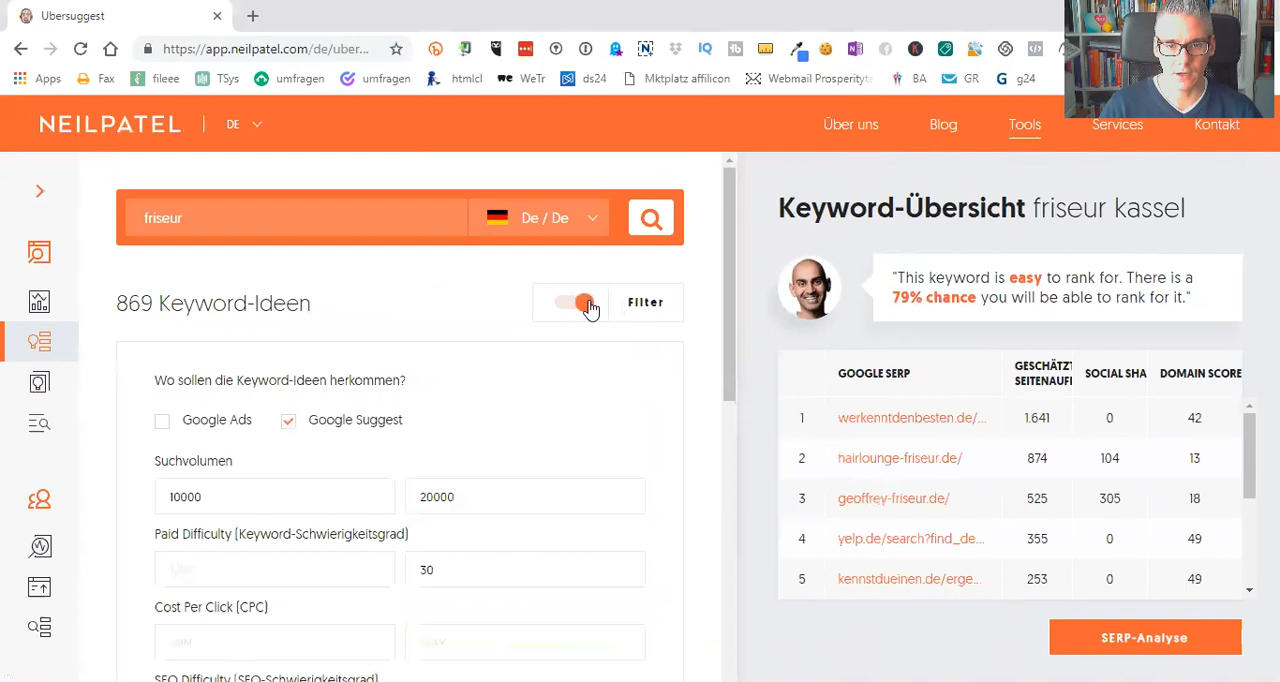 Ubersuggest
https://app.neilpatel.com/de/uber...
Apps
Fax
fileee
TSys
umfragen
umfragen
htmlcl
WeTr
ds24
Mktplatz affilicon
Webmail Prosperityte
BA
GR
g24
NEILPATEL
DE
Über uns
Blog
Tools
Services
Kontakt
friseur
De / De
869 Keyword-Ideen
Filter
Wo sollen die Keyword-Ideen herkommen?
Google Ads
Google Suggest
Suchvolumen
10000
20000
Paid Difficulty (Keyword-Schwierigkeitsgrad)
30
Cost Per Click (CPC)
SEO Difficulty (SEO-Schwierigkeitsgrad)
Keyword-Übersicht friseur kassel
"This keyword is easy to rank for. There is a
79% chance you will be able to rank for it."
GOOGLE SERP
GESCHÄTZT
SEITENAUF
SOCIAL SHA
DOMAIN SCORE
1 werkenntdenbesten.de/... 1.641 0 42
2 hairlounge-friseur.de/ 874 104 13
3 geoffrey-friseur.de/ 525 305 18
4 yelp.de/search?find_de... 355 0 49
5 kennstdueinen.de/erge... 253 0 49
SERP-Analyse